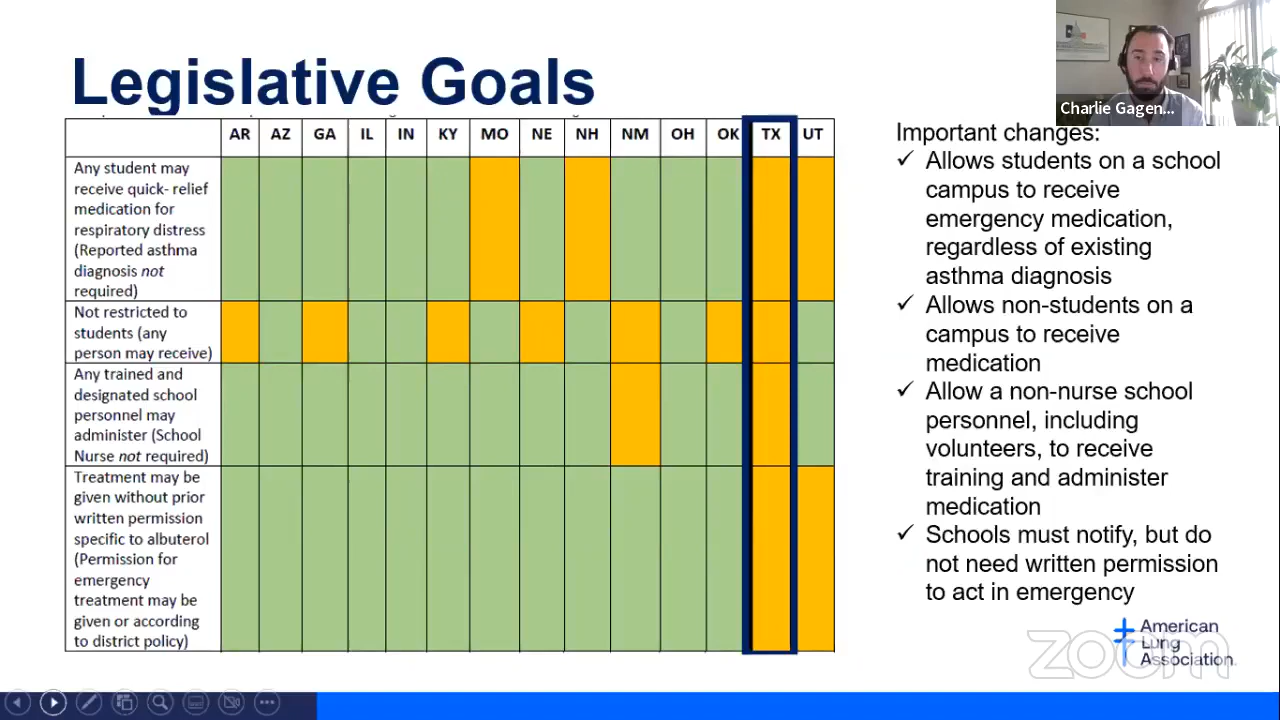 Legislative Goals
AR AZ GA IL IN KY MO NE NH NM OH OK TX UT
Any student may
receive quick- relief
medication for
respiratory distress
(Reported asthma
diagnosis not
required)
Not restricted to
students (any
person may receive)
Any trained and
designated school
personnel may
administer (School
Nurse not required)
Treatment may be
given without prior
written permission
specific to albuterol
(Permission for
emergency
treatment may be
given or according
to district policy)
Charlie Gagen...
Important changes:
✓ Allows students on a school
campus to receive
emergency medication,
regardless of existing
asthma diagnosis
✓ Allows non-students on a
campus to receive
medication
✓ Allow a non-nurse school
personnel, including
volunteers, to receive
training and administer
medication
✓ Schools must notify, but do
not need written permission
to act in emergency
American
Lung
Association.
zoom